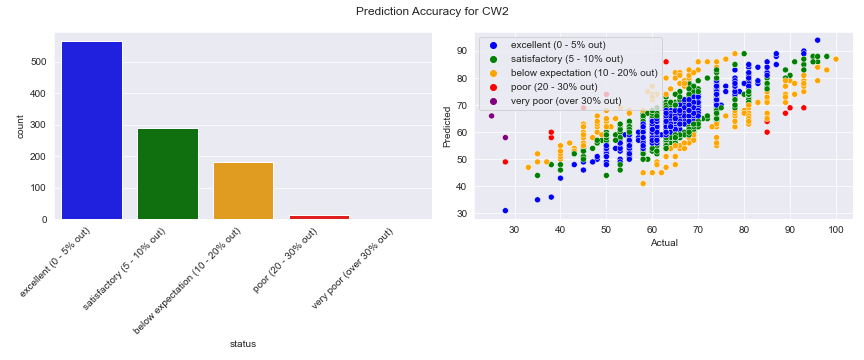 Prediction Accuracy for CW2
count
500
400
300
200
100
0
excellent (0 - 5% out)
satisfactory (5 - 10% out)
below expectation (10 - 20% out)
poor (20 - 30% out)
very poor (over 30% out)
status
Predicted
90
80
70
60
50
40
30
excellent (0 - 5% out)
satisfactory (5 - 10% out)
below expectation (10 - 20% out)
poor (20 - 30% out)
very poor (over 30% out)
30
40
50
60
70
80
90
100
Actual